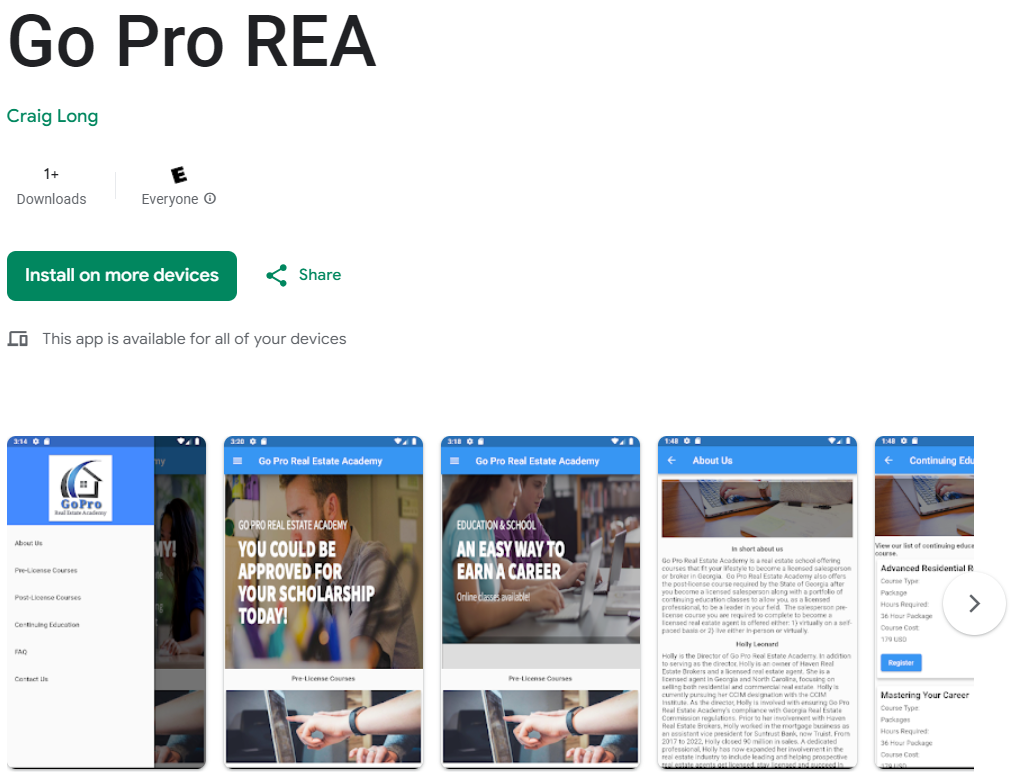 Go Pro REA
Craig Long
1+
Downloads
E
Everyone
Install on more devices
Share
This app is available for all of your devices
3:14
my
GoPro
Real Estate Academy
MY!
About Us
Pre-License Courses
Post-License Courses
Continuing Education
FAQ
Contact Us
3:20
Go Pro Real Estate Academy
GO PRO REAL ESTATE ACADEMY
YOU COULD BE
APPROVED FOR
YOUR SCHOLARSHIP
TODAY!
Pre-License Courses
3:18
Go Pro Real Estate Academy
EDUCATION & SCHOOL
AN EASY WAY TO
EARN A CAREER
Online classes available!
Pre-License Courses
1:48
About Us
In short about us
Go Pro Real Estate Academy is a real estate school offering
courses that fit your lifestyle to become a licensed salesperson
or broker in Georgia. Go Pro Real Estate Academy also offers
the post-license course required by the State of Georgia after
you become a licensed salesperson along with a portfolio of
continuing education classes to allow you, as a licensed
professional, to be a leader in your field. The salesperson pre-
license course you are required to complete to become a
licensed real estate agent is offered either: 1) virtually on a self-
paced basis or 2) live either in-person or virtually.
Holly Leonard
Holly is the Director of Go Pro Real Estate Academy. In addition
to serving as the director, Holly is an owner of Haven Real
Estate Brokers and a licensed real estate agent. She is a
licensed agent in Georgia and North Carolina, focusing on
selling both residential and commercial real estate. Holly is
currently pursuing her CCIM designation with the CCIM
Institute. As the director, Holly is involved with ensuring Go Pro
Real Estate Academy's compliance with Georgia Real Estate
Commission regulations. Prior to her involvement with Haven
Real Estate Brokers, Holly worked in the mortgage business as
an assistant vice president for Suntrust Bank, now Truist. From
2017 to 2022, Holly closed 90 million in sales. A dedicated
professional, Holly has now expanded her involvement in the
real estate industry to include leading and helping prospective
real estate agents get licensed, stay licensed and succeed in
1:48
Continuing Edu
View our list of continuing educa
course.
Advanced Residential R
Course Type:
Package
Hours Required:
36 Hour Package
Course Cost:
179 USD
Register
Mastering Your Career
Course Type:
Packages
Hours Required:
36 Hour Package
Course Cost:
179 USD